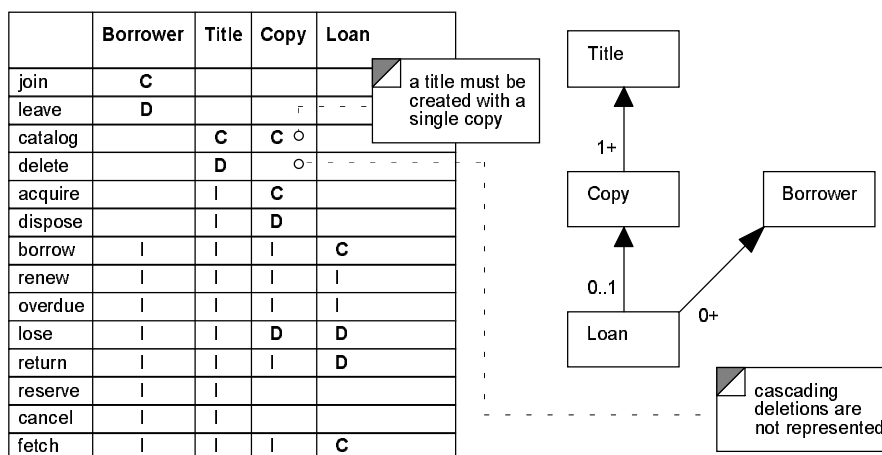 Borrower Title Copy Loan
join C
leave D
catalog C C
delete D
acquire I C
dispose I D
borrow I I I C
renew I I I I
overdue I I I I
lose I I D D
return I I I D
reserve I I
cancel I I
fetch I I I C
a title must be
created with a
single copy
Title
1+
Copy
Borrower
0..1
0+
Loan
cascading
deletions are
not represented